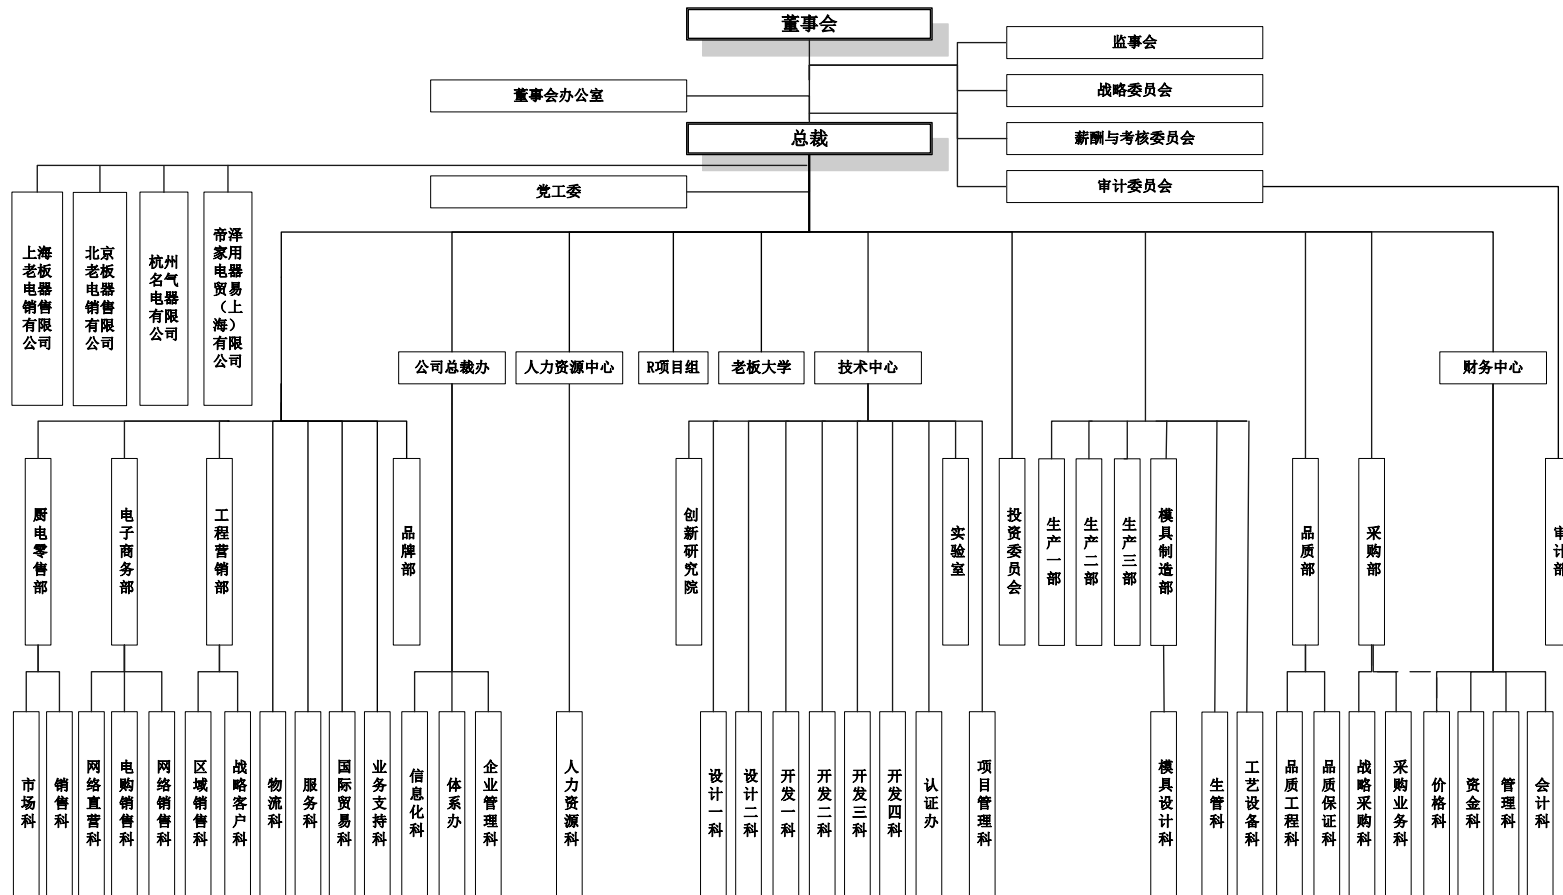 董事会
监事会
战略委员会
董事会办公室
总裁
薪酬与考核委员会
审计委员会
党工委
上海
老板
电器
销售
有限
公司
北京
老板
电器
销售
有限
公司
杭州
名气
电器
有限
公司
帝泽
家用
电器
贸易
（上
海）
有限
公司
公司总裁办
人力资源中心
R项目组
老板大学
技术中心
财务中心
厨电零售部
电子商务部
工程营销部
品牌部
创新研究院
实验室
投资委员会
生产一部
生产二部
生产三部
模具制造部
品质部
采购部
审计部
市场科
销售科
网络直营科
电购销售科
网络销售科
区域销售科
战略客户科
物流科
服务科
国际贸易科
业务支持科
信息化科
体系办
企业管理科
人力资源科
设计一科
设计二科
开发一科
开发二科
开发三科
开发四科
认证办
项目管理科
模具设计科
生管科
工艺设备科
品质工程科
品质保证科
战略采购科
采购业务科
价格科
资金科
管理科
会计科